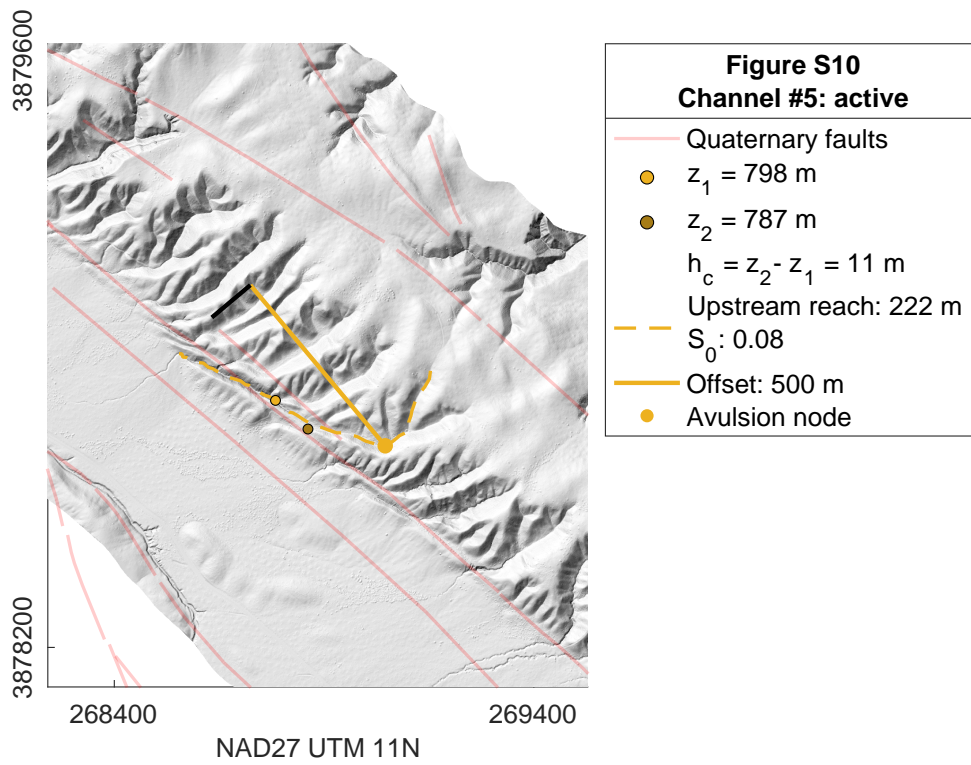 3879600
3878200
268400
269400
NAD27 UTM 11N
Figure S10
Channel #5: active
Quaternary faults
z₁ = 798 m
z₂ = 787 m
h꜀ = z₂- z₁ = 11 m
Upstream reach: 222 m
S₀: 0.08
Offset: 500 m
Avulsion node